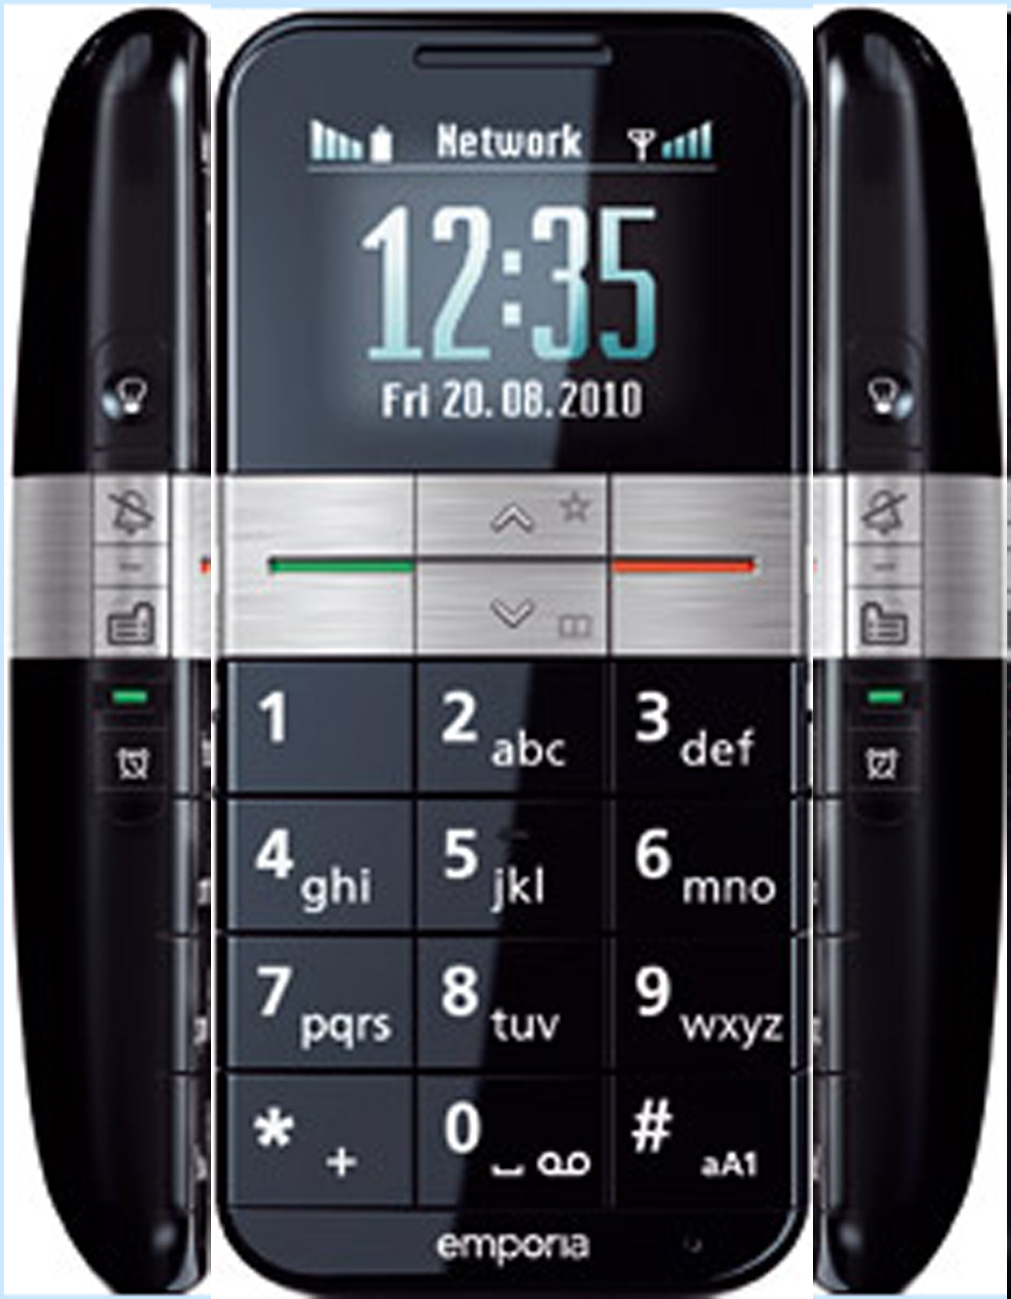 Network
12:35
Fri 20.08.2010
1
2 abc
3 def
4 ghi
5 jkl
6 mno
7 pqrs
8 tuv
9 wxyz
* +
0
# aA1
emporia